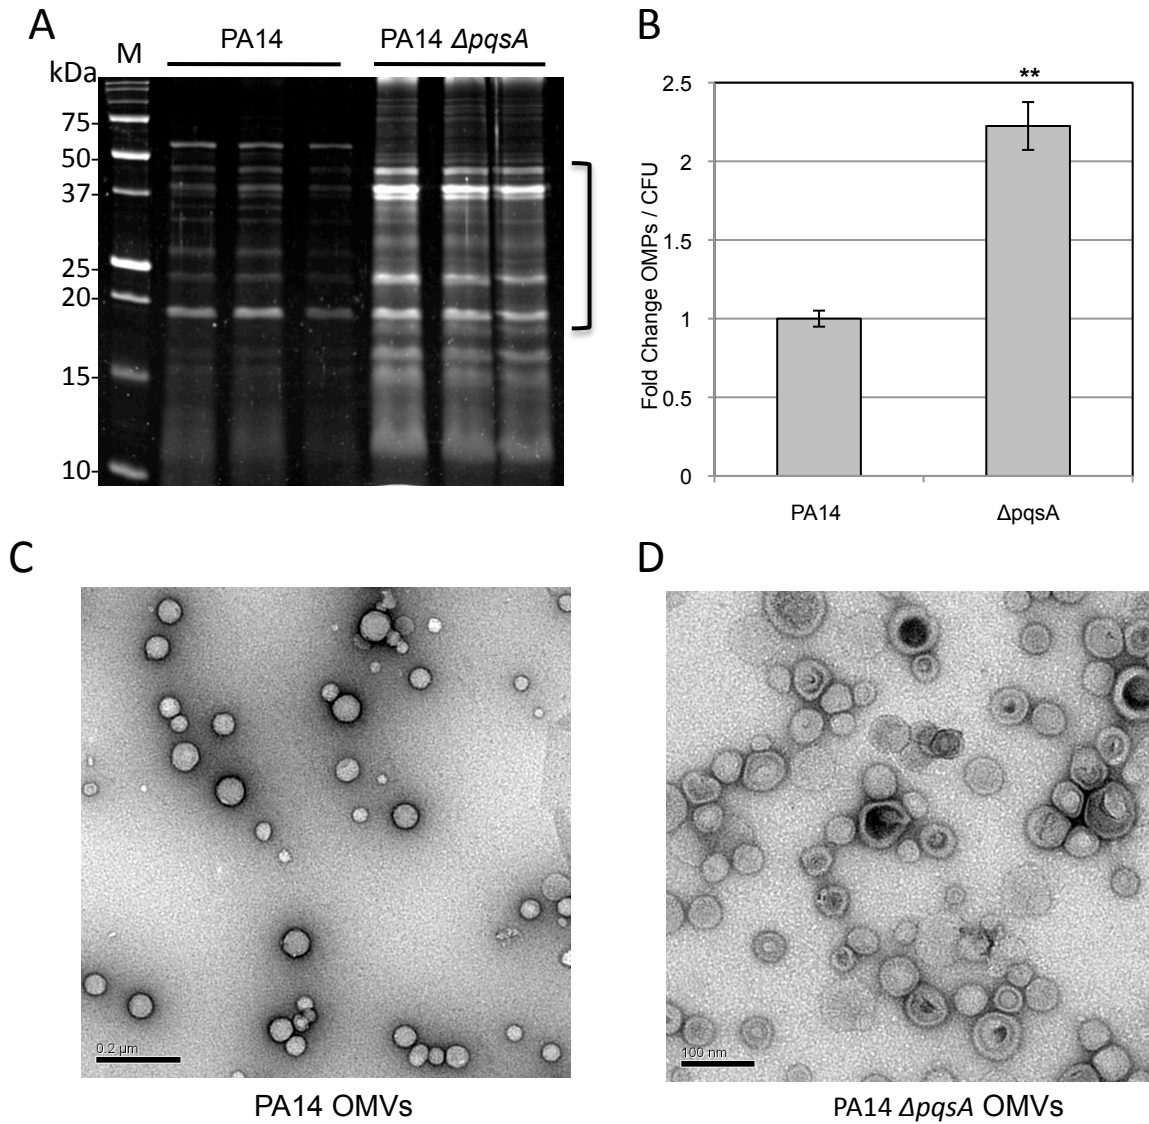 A
M
PA14
PA14 ΔpqsA
kDa
75
50
37
25
20
15
10
B
**
2.5
2
1.5
1
0.5
0
Fold Change OMPs / CFU
PA14
ΔpqsA
C
0.2 µm
PA14 OMVs
D
100 nm
PA14 ΔpqsA OMVs